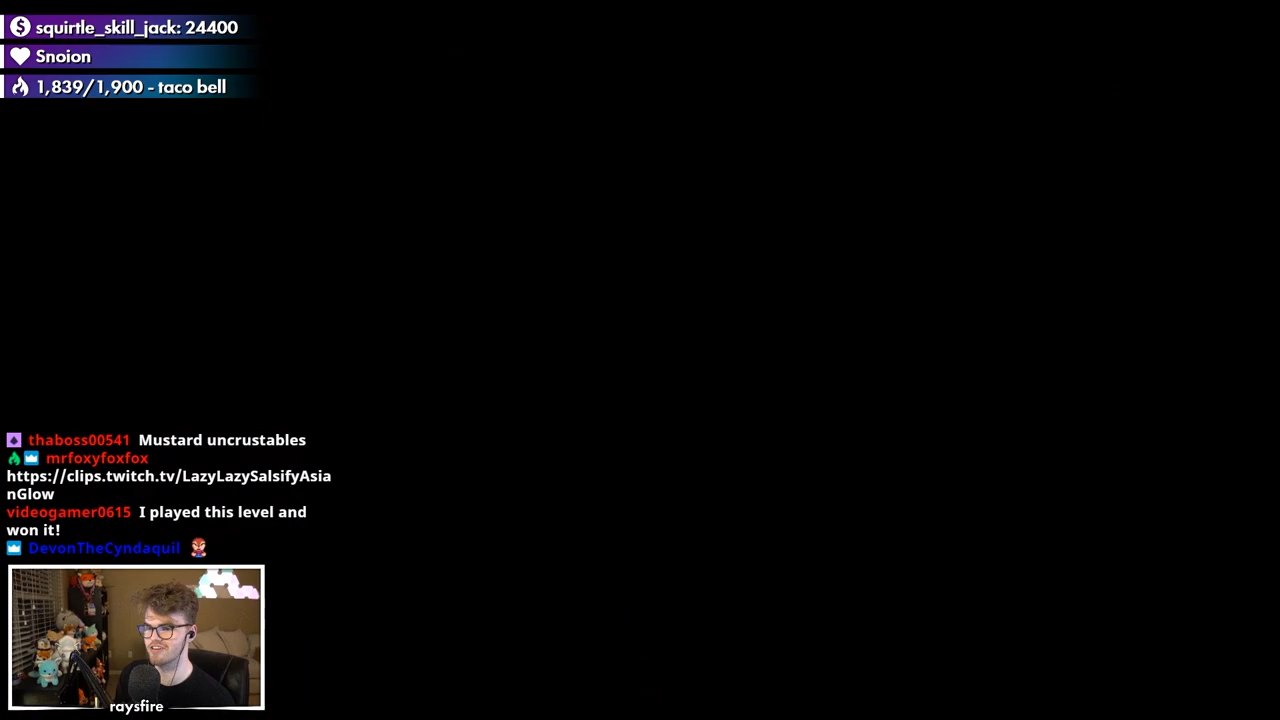 squirtle_skill_jack: 24400
Snoion
1,839/1,900 - taco bell
thaboss00541 Mustard uncrustables
mrfoxyfoxfox
https://clips.twitch.tv/LazyLazySalsifyAsia
nGlow
videogamer0615 I played this level and
won it!
DevonTheCyndaquil
raysfire